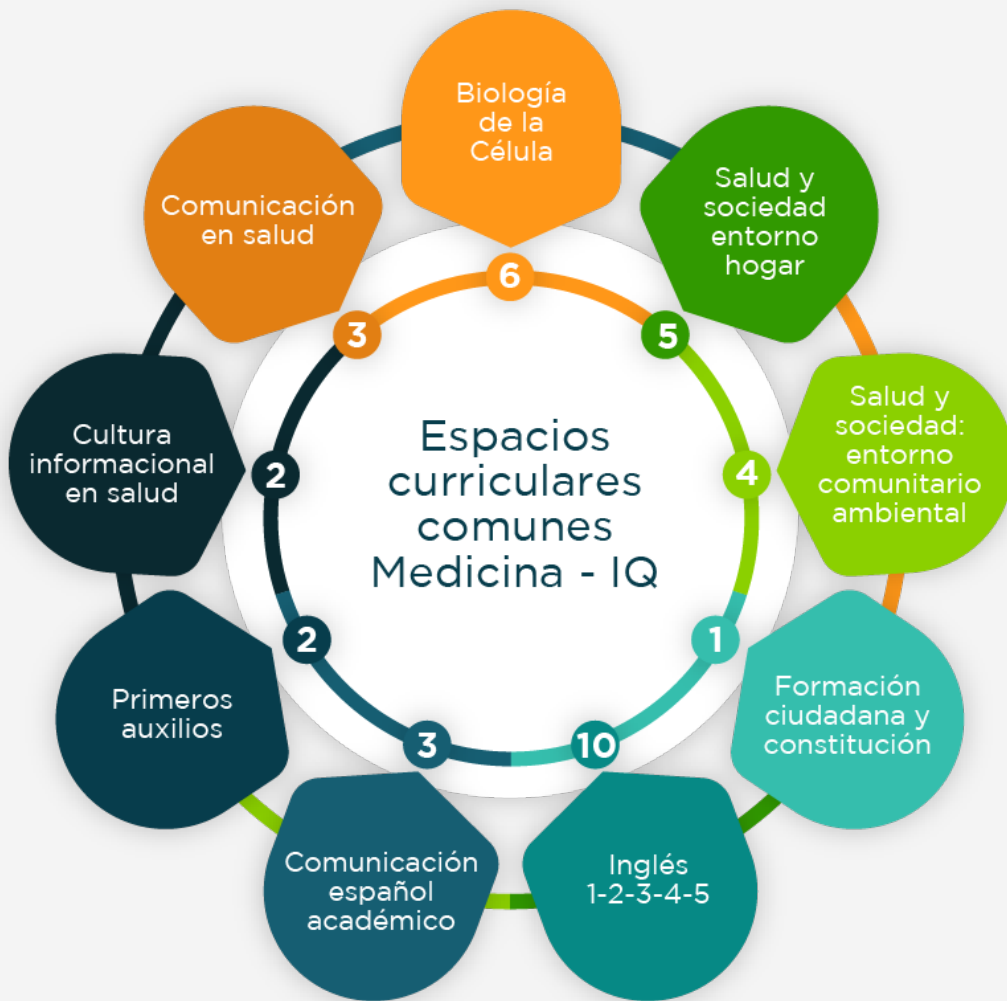 Biología
de la
Célula
6
Salud y
sociedad
entorno
hogar
5
Salud y
sociedad:
entorno
comunitario
ambiental
4
Formación
ciudadana y
constitución
1
Inglés
1-2-3-4-5
10
Comunicación
español
académico
3
Primeros
auxilios
2
Cultura
informacional
en salud
2
Comunicación
en salud
3
Espacios
curriculares
comunes
Medicina - IQ